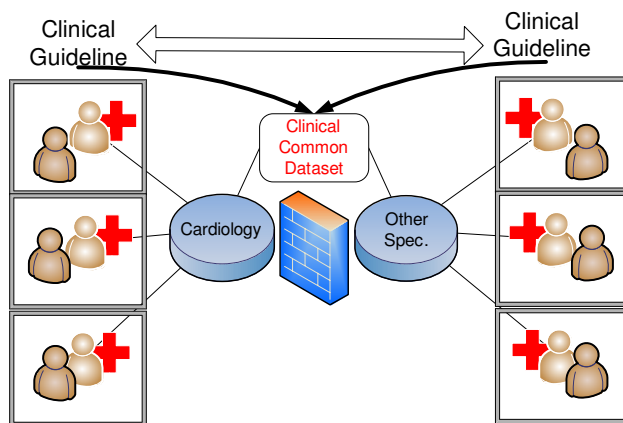 Clinical
Guideline
Clinical
Guideline
Clinical
Common
Dataset
Cardiology
Other
Spec.